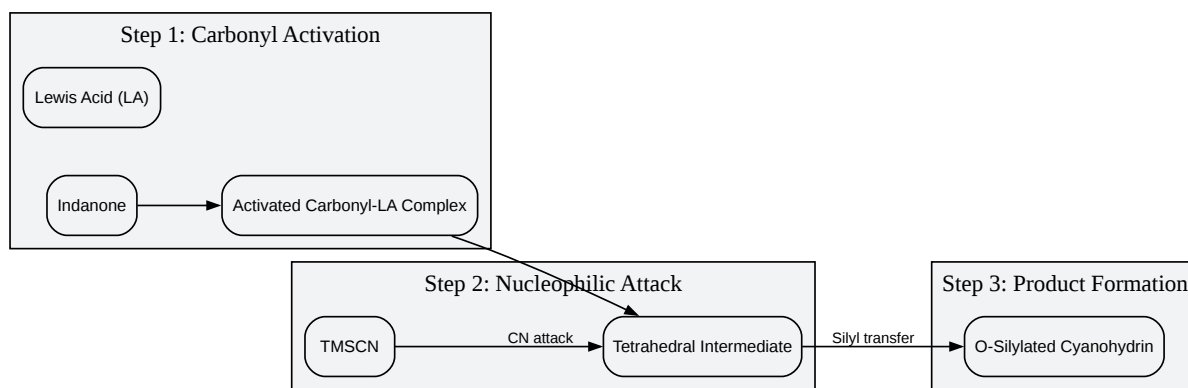 Step 1: Carbonyl Activation
Lewis Acid (LA)
Indanone
Activated Carbonyl-LA Complex
Step 2: Nucleophilic Attack
TMSCN
CN attack
Tetrahedral Intermediate
Silyl transfer
Step 3: Product Formation
O-Silylated Cyanohydrin